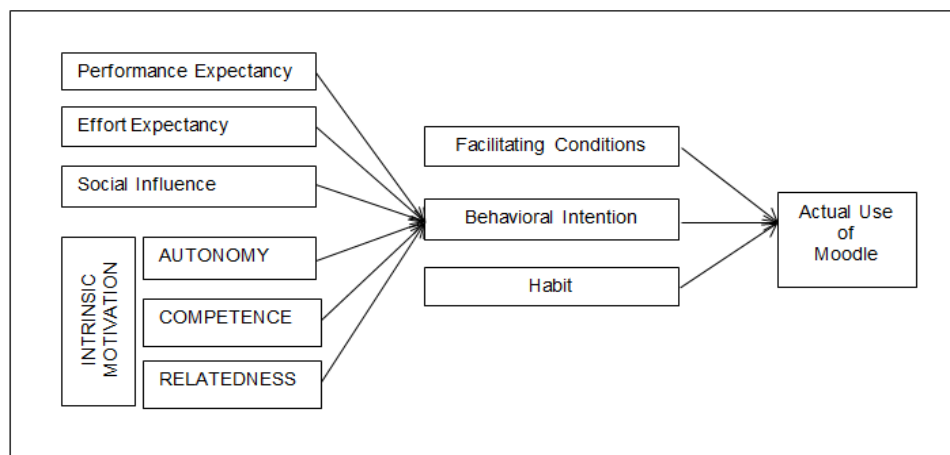 Performance Expectancy
Effort Expectancy
Social Influence
INTRINSIC
MOTIVATION
AUTONOMY
COMPETENCE
RELATEDNESS
Facilitating Conditions
Behavioral Intention
Habit
Actual Use
of
Moodle